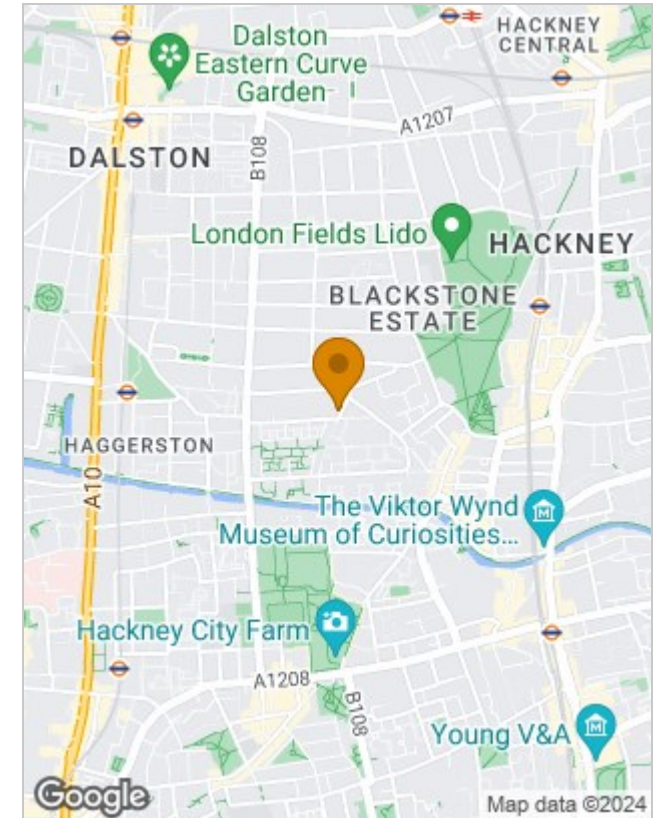 HACKNEY
CENTRAL
Dalston
Eastern Curve
Garden
A1207
B108
DALSTON
London Fields Lido
HACKNEY
BLACKSTONE
ESTATE
HAGGERSTON
A10
The Viktor Wynd
Museum of Curiosities...
Hackney City Farm
A1208
B108
Young V&A
Google
Map data ©2024